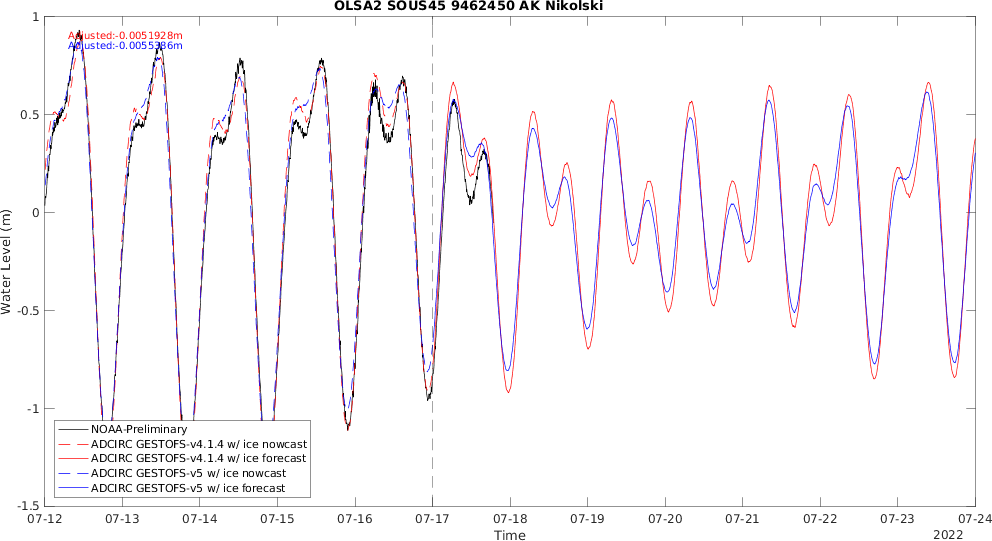 OLSA2 SOUS45 9462450 AK Nikolski
1
Adjusted:-0.0051928m
Adjusted:-0.0055386m
0.5
0
-0.5
-1
-1.5
Water Level (m)
NOAA-Preliminary
ADCIRC GESTOFS-v4.1.4 w/ ice nowcast
ADCIRC GESTOFS-v4.1.4 w/ ice forecast
ADCIRC GESTOFS-v5 w/ ice nowcast
ADCIRC GESTOFS-v5 w/ ice forecast
07-12 07-13 07-14 07-15 07-16 07-17 07-18 07-19 07-20 07-21 07-22 07-23 07-24
Time
2022